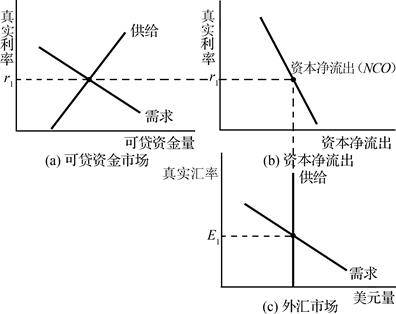 真实利率
供给
r1
需求
可贷资金量
(a) 可贷资金市场
真实利率
r1
资本净流出(NCO)
资本净流出
(b) 资本净流出
真实汇率
供给
E1
需求
美元量
(c) 外汇市场